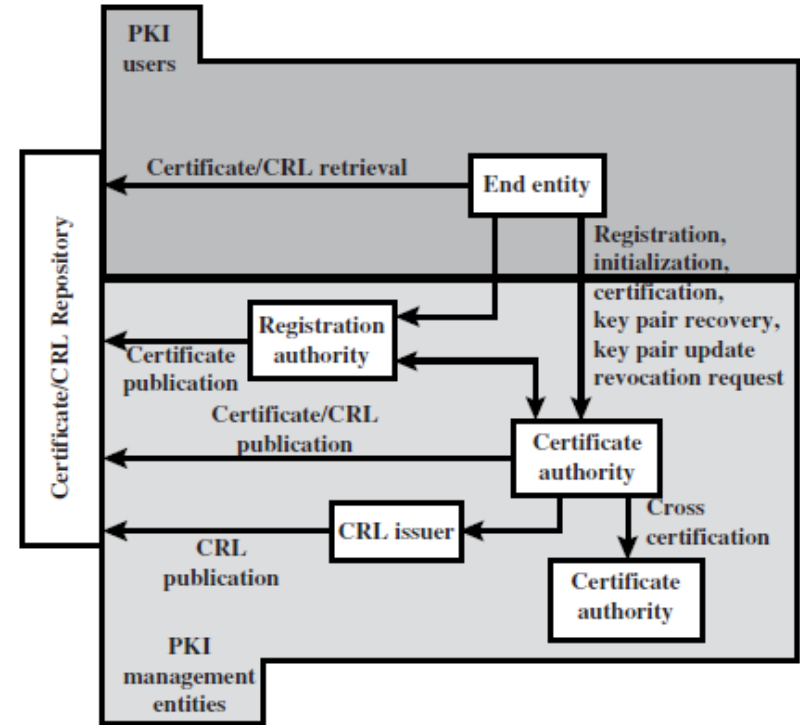 PKI
users
Certificate/CRL retrieval
End entity
Certificate/CRL Repository
Registration,
initialization,
certification,
key pair recovery,
key pair update
revocation request
Registration
authority
Certificate
publication
Certificate/CRL
publication
Certificate
authority
CRL issuer
CRL
publication
Cross
certification
Certificate
authority
PKI
management
entities